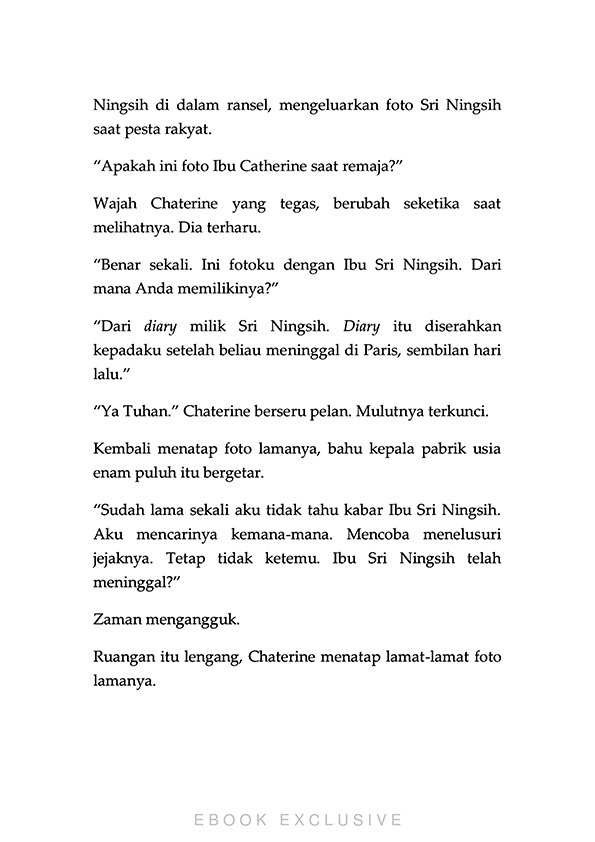 Ningsih di dalam ransel, mengeluarkan foto Sri Ningsih
saat pesta rakyat.
“Apakah ini foto Ibu Catherine saat remaja?”
Wajah Chaterine yang tegas, berubah seketika saat
melihatnya. Dia terharu.
“Benar sekali. Ini fotoku dengan Ibu Sri Ningsih. Dari
mana Anda memilikinya?”
“Dari diary milik Sri Ningsih. Diary itu diserahkan
kepadaku setelah beliau meninggal di Paris, sembilan hari
lalu.”
“Ya Tuhan.” Chaterine berseru pelan. Mulutnya terkunci.
Kembali menatap foto lamanya, bahu kepala pabrik usia
enam puluh itu bergetar.
“Sudah lama sekali aku tidak tahu kabar Ibu Sri Ningsih.
Aku mencarinya kemana-mana. Mencoba menelusuri
jejaknya. Tetap tidak ketemu. Ibu Sri Ningsih telah
meninggal?”
Zaman mengangguk.
Ruangan itu lengang, Chaterine menatap lamat-lamat foto
lamanya.
EBOOK EXCLUSIVE